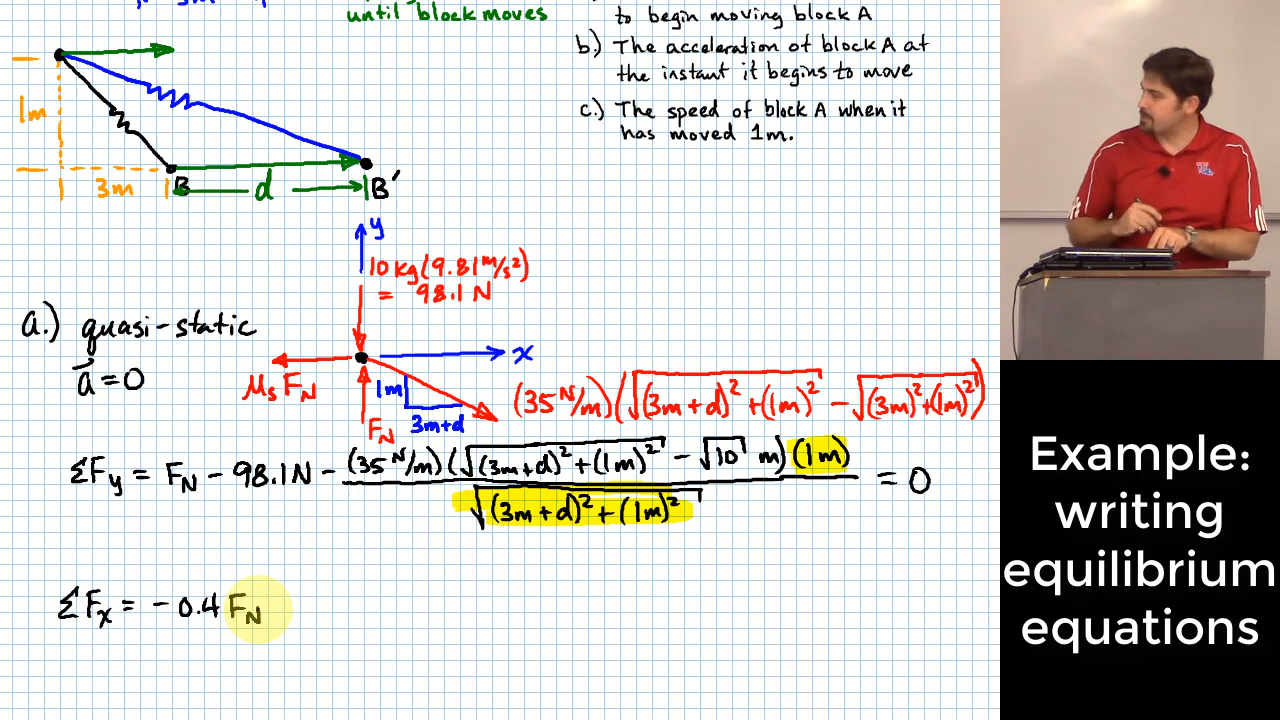 until block moves
to begin moving block A
b.) The acceleration of block A at
the instant it begins to move
c.) The speed of block A when it
has moved 1m.
1m
3m
B
d
B'
y
10 kg (9.81 m/s²)
= 98.1 N
a.) quasi-static
a⃗ = 0
x
μs FN
FN
1m
3m+d
(35 N/m)(√((3m+d)² + (1m)²) - √((3m)² + (1m)²))
ΣFy = FN - 98.1N - (35 N/m)(√((3m+d)² + (1m)²) - √10 m)(1m) / √((3m+d)² + (1m)²) = 0
ΣFx = - 0.4 FN
Example:
writing
equilibrium
equations